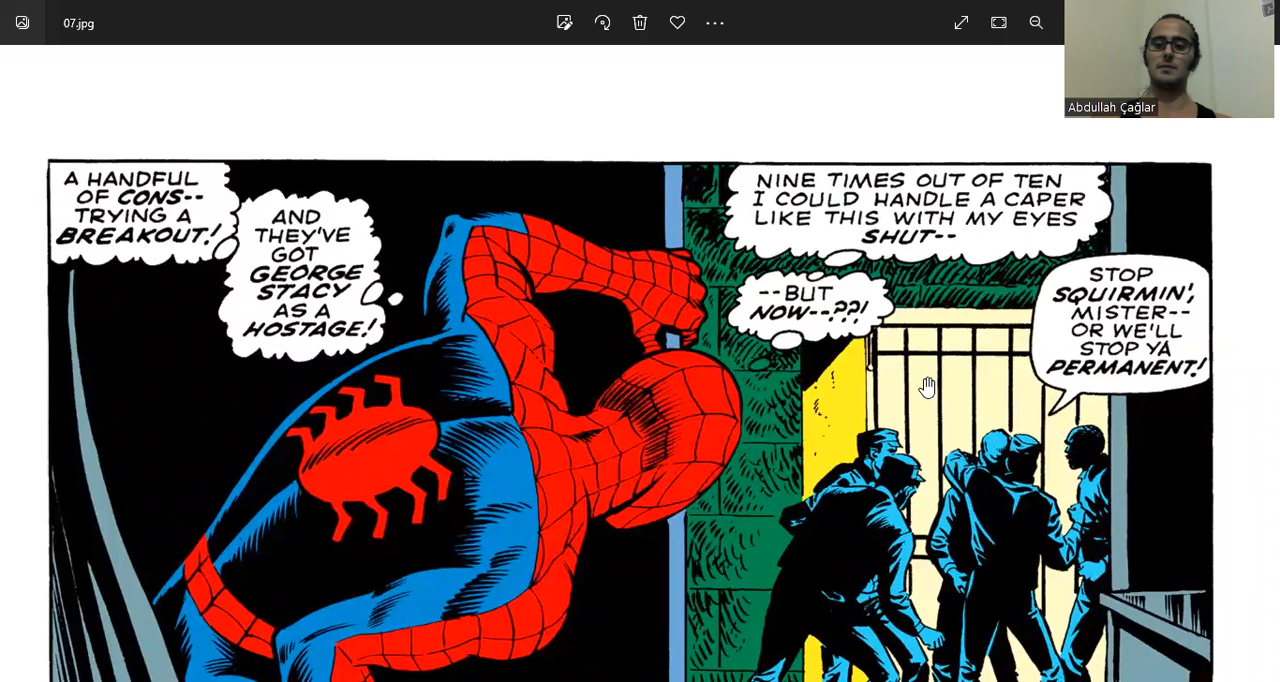 07.jpg
Abdullah Çağlar
A HANDFUL
OF CONS--
TRYING A
BREAKOUT!
AND
THEY'VE
GOT
GEORGE
STACY
AS A
HOSTAGE!
NINE TIMES OUT OF TEN
I COULD HANDLE A CAPER
LIKE THIS WITH MY EYES
SHUT--
--BUT
NOW--??!
STOP
SQUIRMIN',
MISTER--
OR WE'LL
STOP YA
PERMANENT!